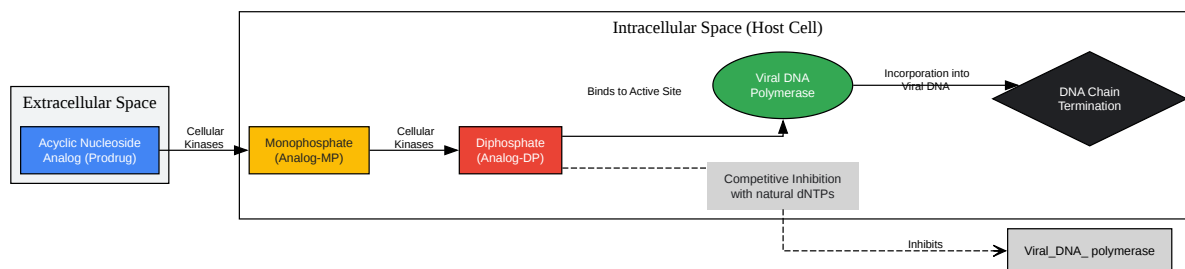 Intracellular Space (Host Cell)
Extracellular Space
Acyclic Nucleoside
Analog (Prodrug)
Cellular
Kinases
Monophosphate
(Analog-MP)
Cellular
Kinases
Diphosphate
(Analog-DP)
Binds to Active Site
Viral DNA
Polymerase
Incorporation into
Viral DNA
DNA Chain
Termination
Competitive Inhibition
with natural dNTPs
Inhibits
Viral_DNA_ polymerase